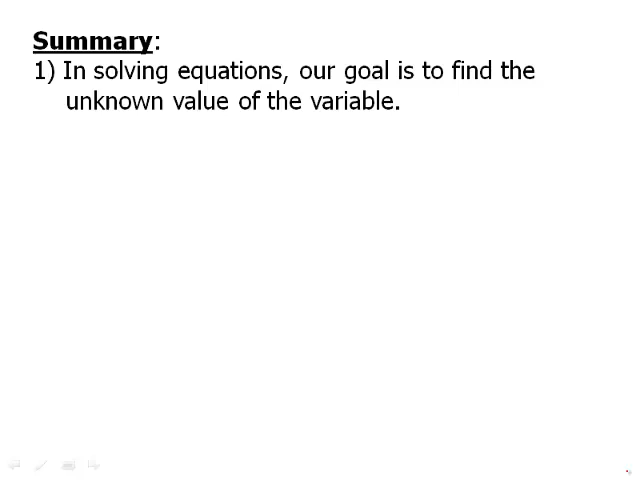 Summary:
1) In solving equations, our goal is to find the
unknown value of the variable.